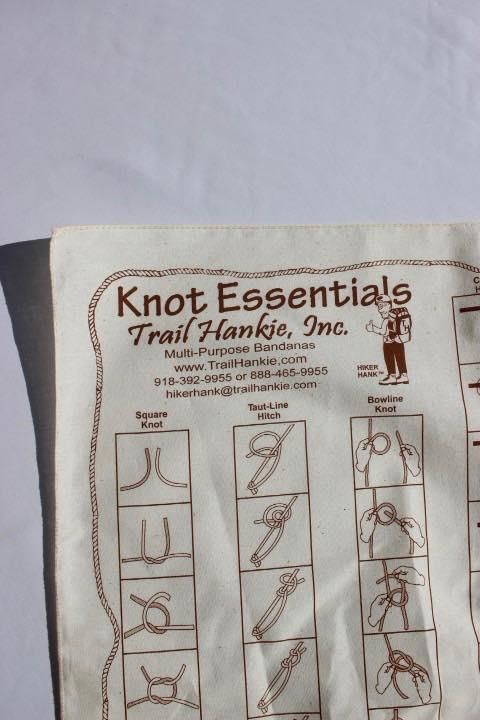 Knot Essentials
Trail Hankie, Inc.
Multi-Purpose Bandanas
www.TrailHankie.com
918-392-9955 or 888-465-9955
hikerhank@trailhankie.com
HIKER
HANK™
Square
Knot
Taut-Line
Hitch
Bowline
Knot